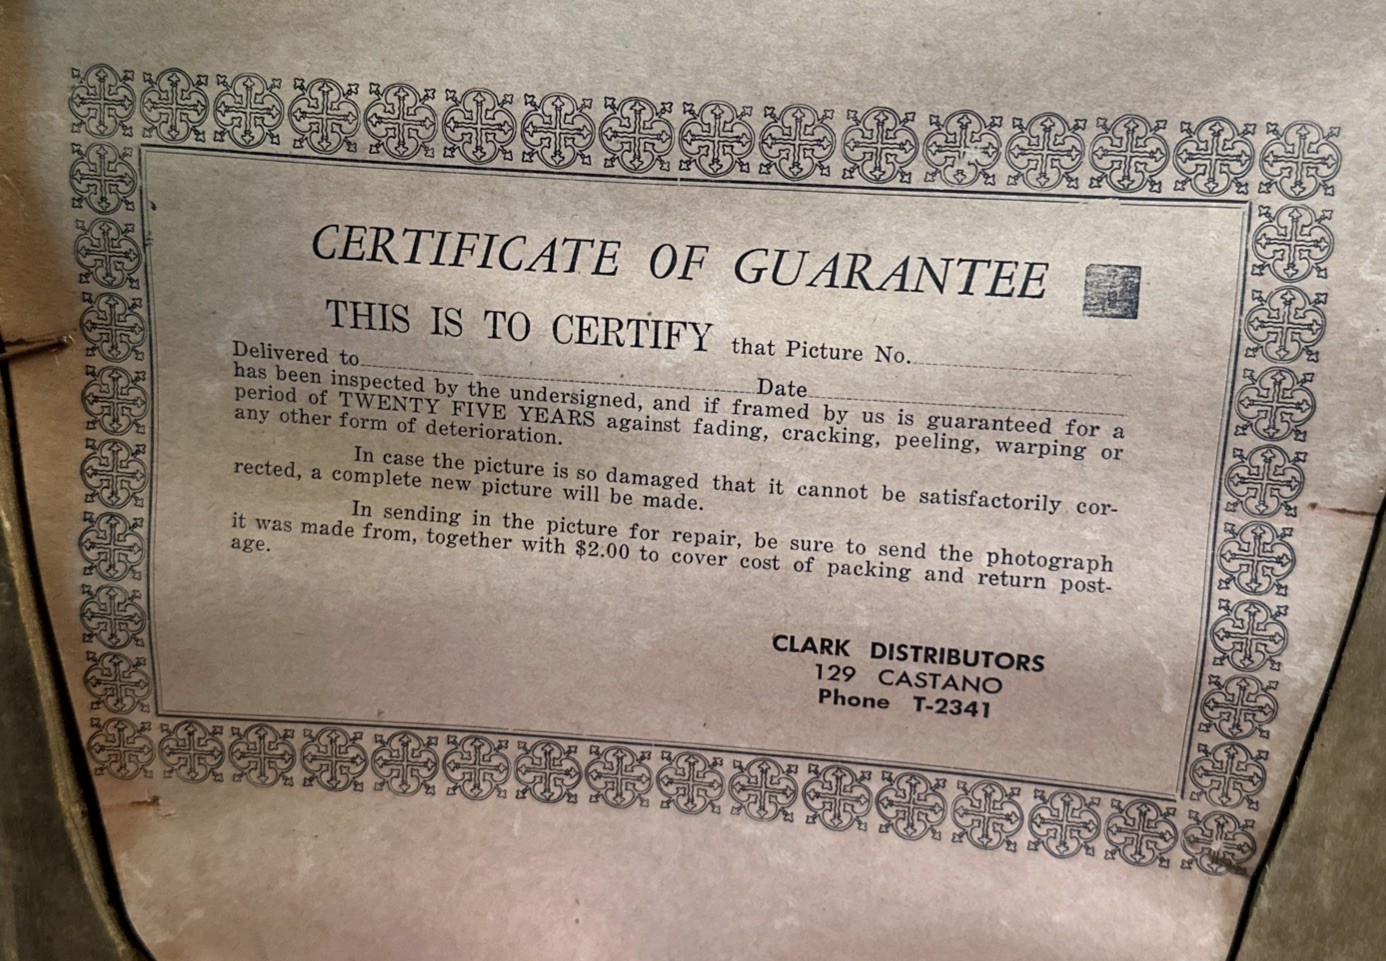 CERTIFICATE OF GUARANTEE
THIS IS TO CERTIFY that Picture No.
Delivered to Date
has been inspected by the undersigned, and if framed by us is guaranteed for a
period of TWENTY FIVE YEARS against fading, cracking, peeling, warping or
any other form of deterioration.
In case the picture is so damaged that it cannot be satisfactorily cor-
rected, a complete new picture will be made.
In sending in the picture for repair, be sure to send the photograph
it was made from, together with $2.00 to cover cost of packing and return post-
age.
CLARK DISTRIBUTORS
129 CASTANO
Phone T-2341